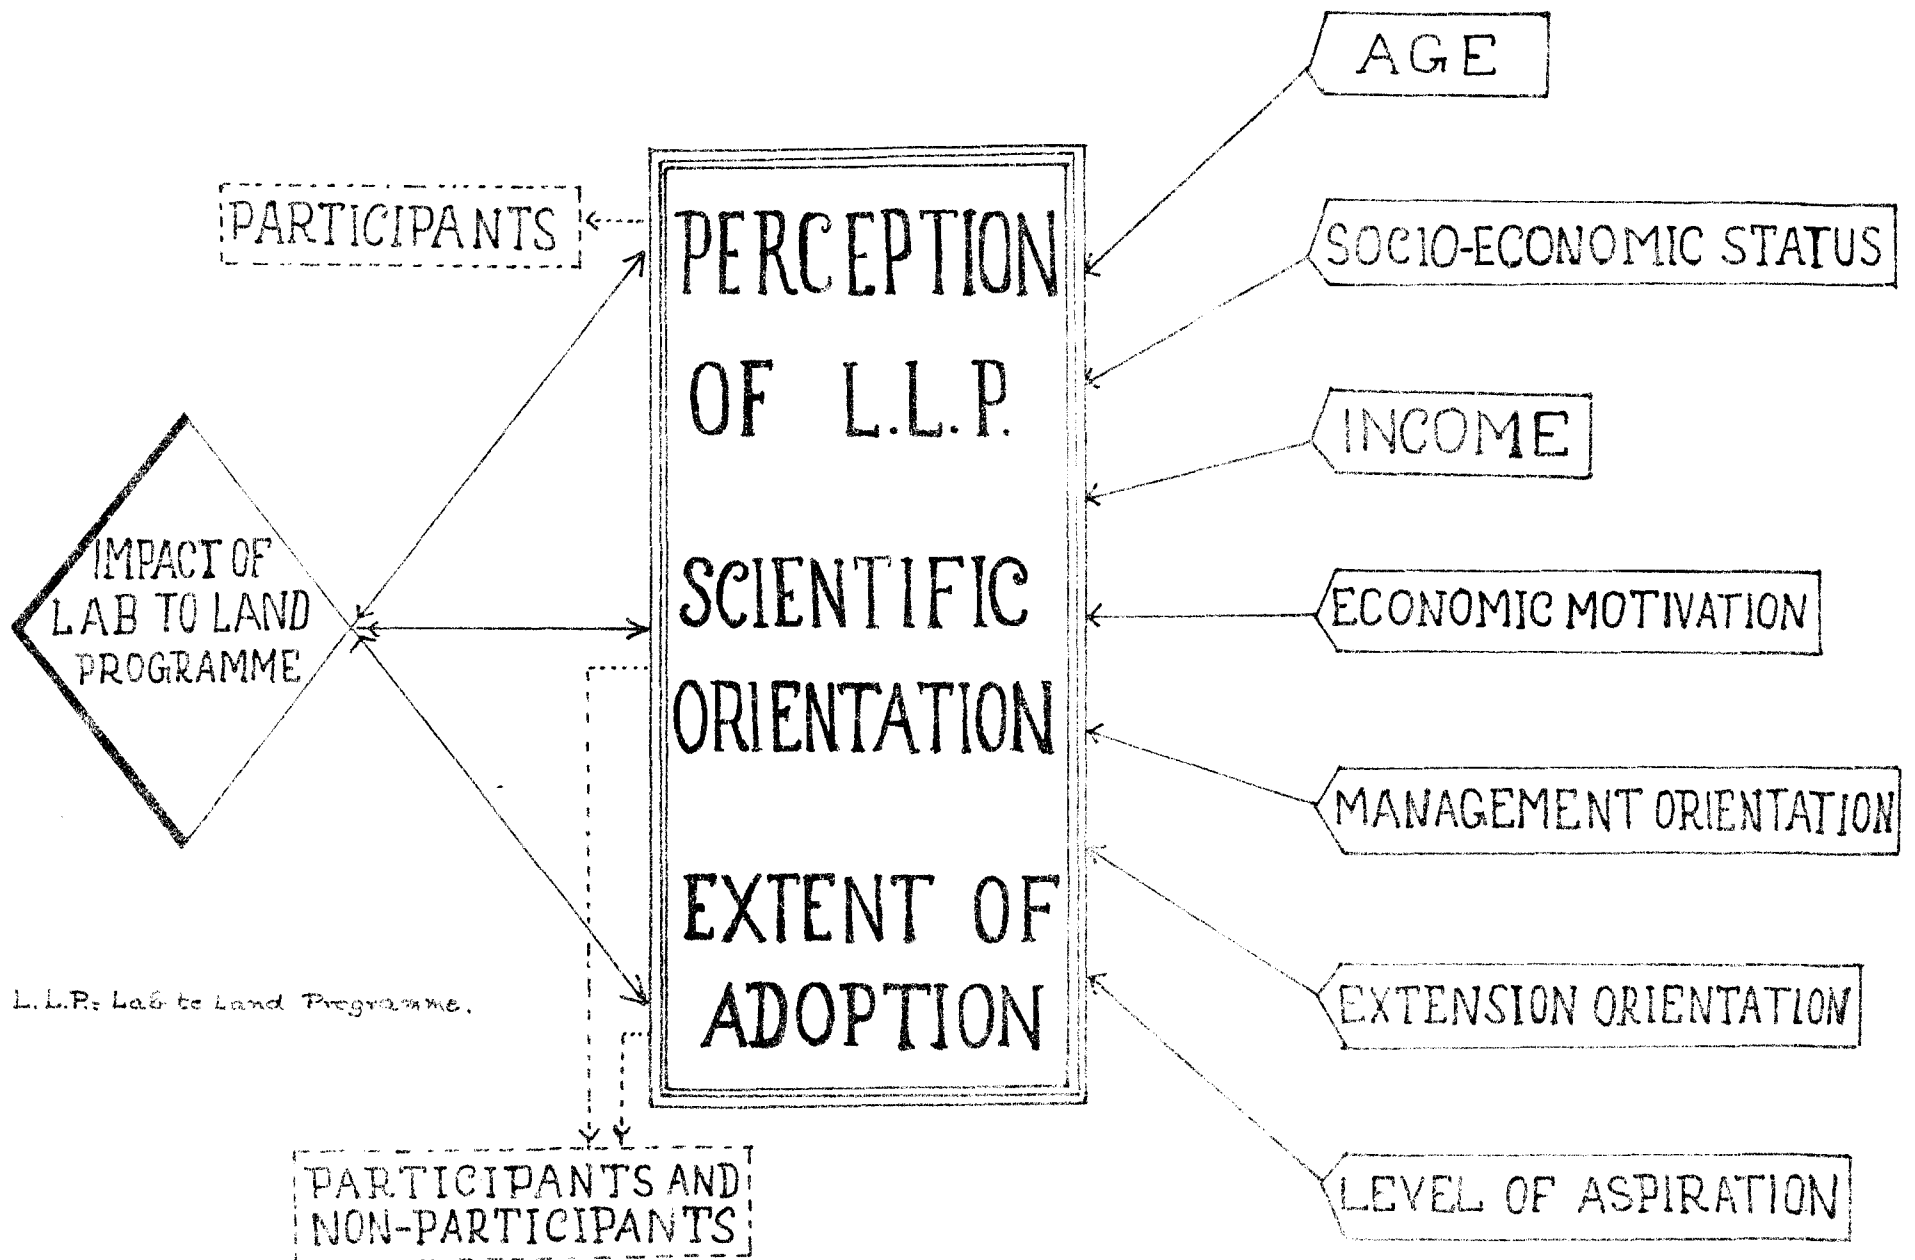 AGE
PARTICIPANTS
PERCEPTION
OF L.L.P.
SOCIO-ECONOMIC STATUS
INCOME
IMPACT OF
LAB TO LAND
PROGRAMME
SCIENTIFIC
ORIENTATION
ECONOMIC MOTIVATION
MANAGEMENT ORIENTATION
EXTENT OF
ADOPTION
EXTENSION ORIENTATION
L.L.P.: Lab to Land Programme.
PARTICIPANTS AND
NON-PARTICIPANTS
LEVEL OF ASPIRATION